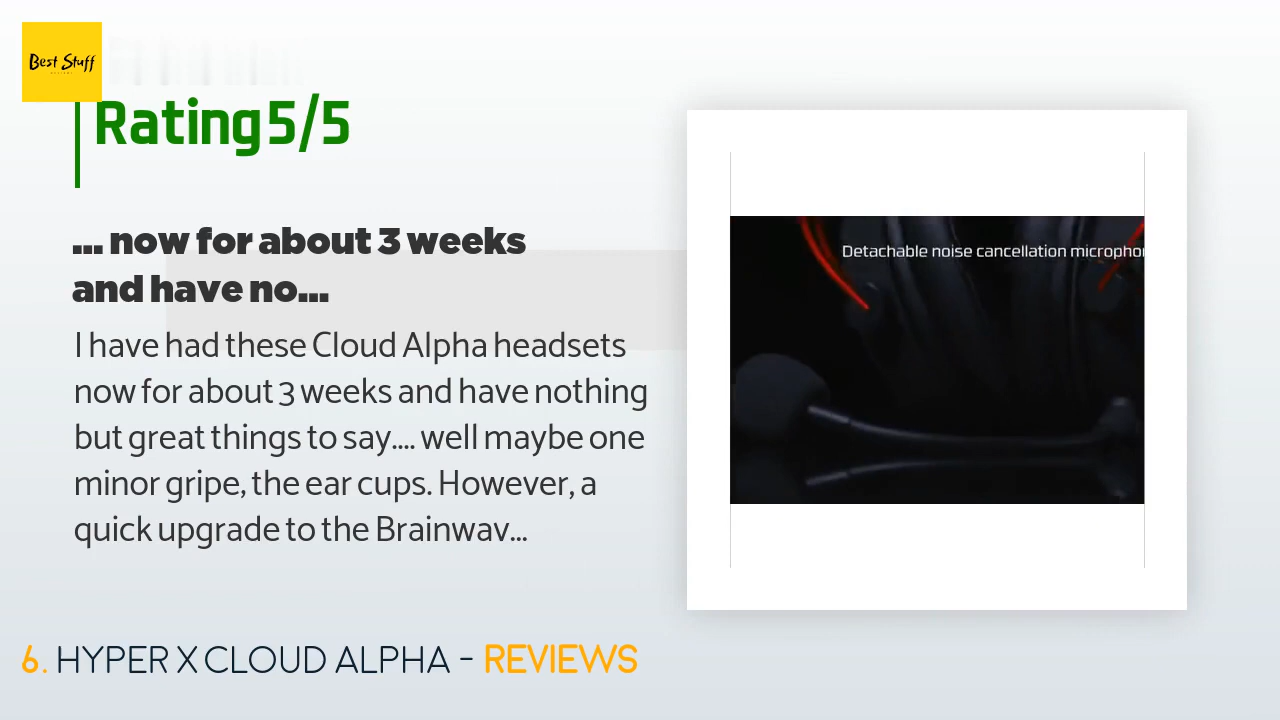 Best Stuff
Rating 5/5
... now for about 3 weeks
and have no...
I have had these Cloud Alpha headsets
now for about 3 weeks and have nothing
but great things to say.... well maybe one
minor gripe, the ear cups. However, a
quick upgrade to the Brainwav...
Detachable noise cancellation microphon
6. HYPER X CLOUD ALPHA - REVIEWS